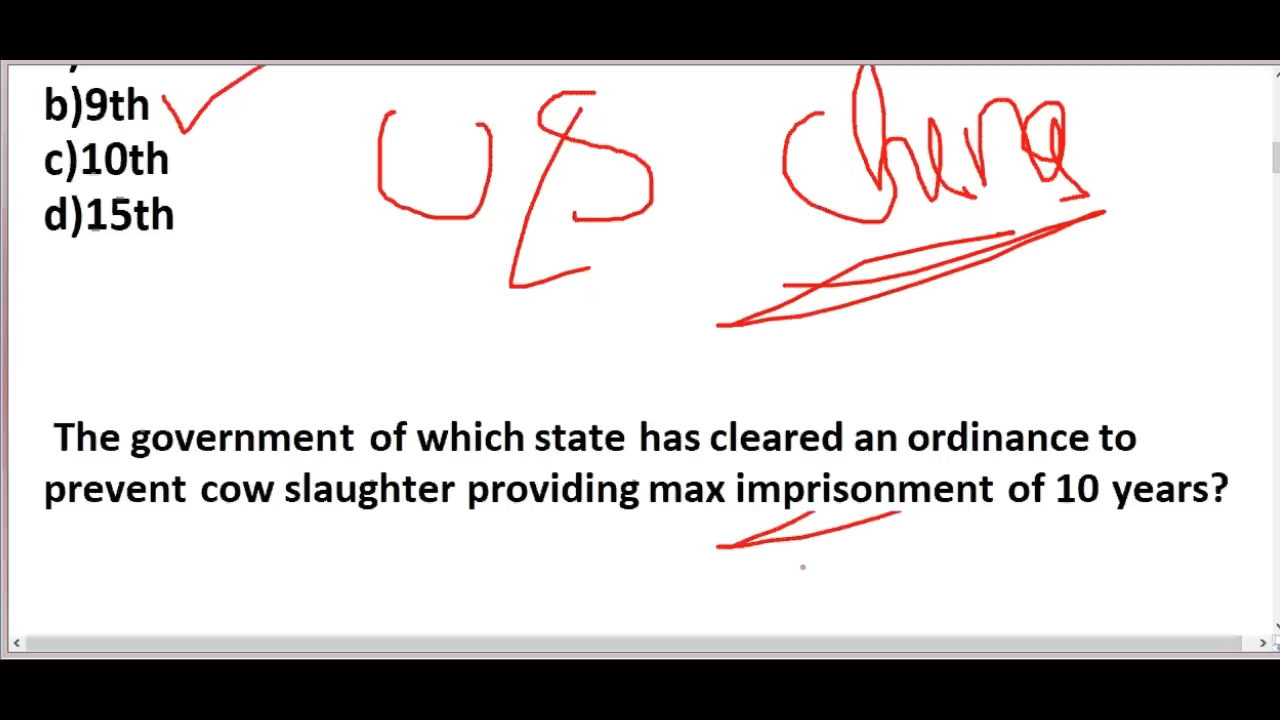 b)9th
c)10th
d)15th
US China
The government of which state has cleared an ordinance to
prevent cow slaughter providing max imprisonment of 10 years?